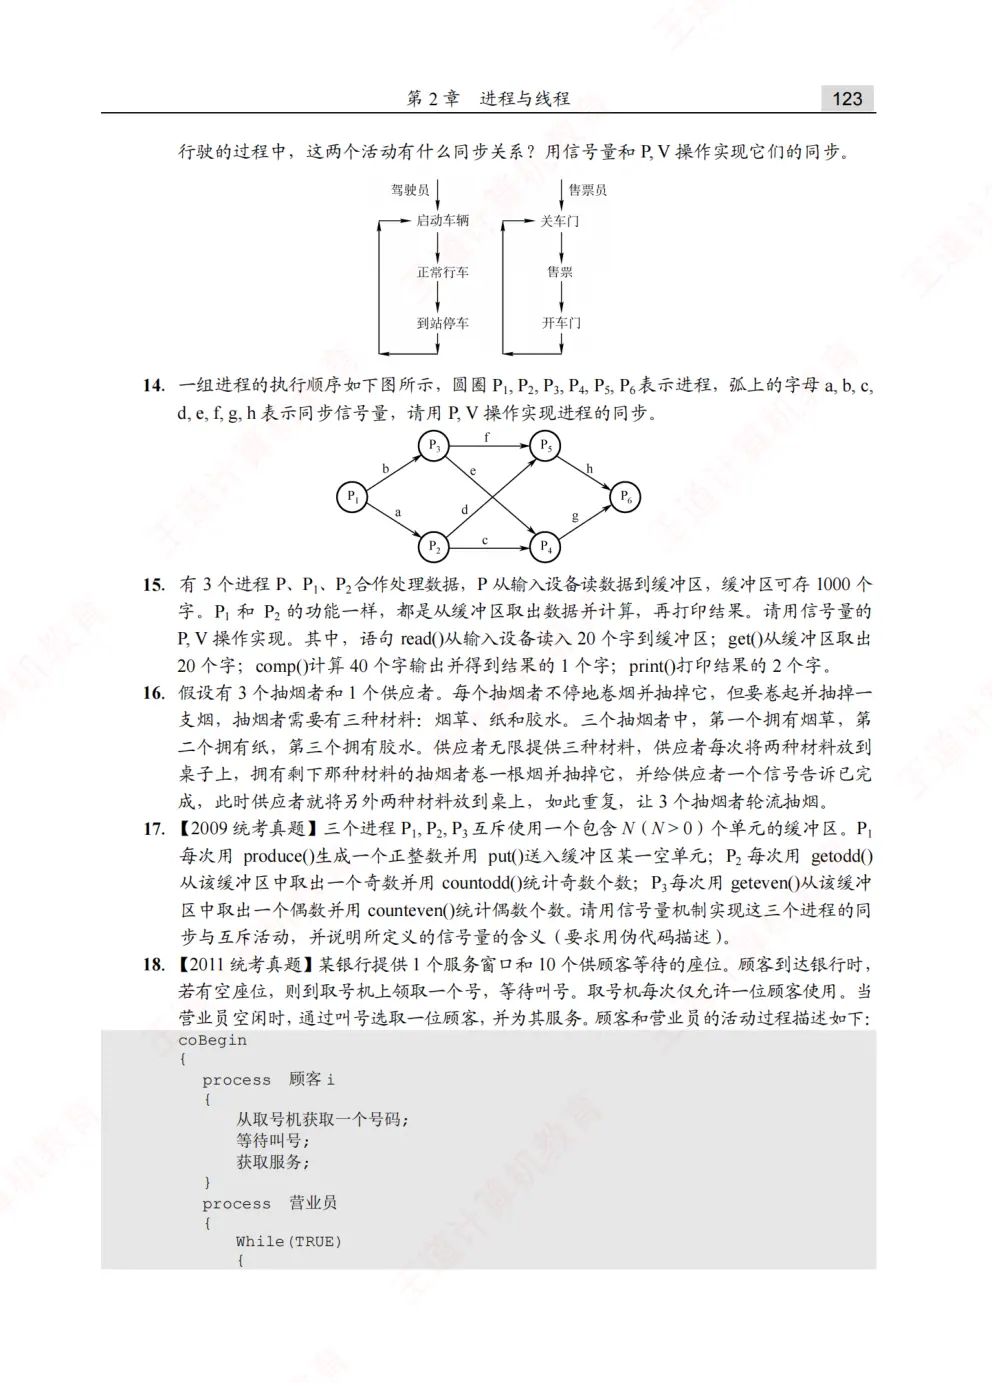 第 2 章 进程与线程 123
行驶的过程中，这两个活动有什么同步关系？用信号量和 P, V 操作实现它们的同步。
驾驶员 售票员
启动车辆 关车门
正常行车 售票
到站停车 开车门
14. 一组进程的执行顺序如下图所示，圆圈 P1, P2, P3, P4, P5, P6表示进程，弧上的字母 a, b, c,
d, e, f, g, h 表示同步信号量，请用 P, V 操作实现进程的同步。
P3 f P5
b e h
P1 P6
a d g
P2 c P4
15. 有 3 个进程 P、P1、P2合作处理数据，P 从输入设备读数据到缓冲区，缓冲区可存 1000 个
字。P1 和 P2 的功能一样，都是从缓冲区取出数据并计算，再打印结果。请用信号量的
P, V 操作实现。其中，语句 read()从输入设备读入 20 个字到缓冲区；get()从缓冲区取出
20 个字；comp()计算 40 个字输出并得到结果的 1 个字；print()打印结果的 2 个字。
16. 假设有 3 个抽烟者和 1 个供应者。每个抽烟者不停地卷烟并抽掉它，但要卷起并抽掉一
支烟，抽烟者需要有三种材料：烟草、纸和胶水。三个抽烟者中，第一个拥有烟草，第
二个拥有纸，第三个拥有胶水。供应者无限提供三种材料，供应者每次将两种材料放到
桌子上，拥有剩下那种材料的抽烟者卷一根烟并抽掉它，并给供应者一个信号告诉已完
成，此时供应者就将另外两种材料放到桌上，如此重复，让 3 个抽烟者轮流抽烟。
17. 【2009 统考真题】三个进程 P1, P2, P3互斥使用一个包含 N（N > 0）个单元的缓冲区。P1
每次用 produce()生成一个正整数并用 put()送入缓冲区某一空单元；P2 每次用 getodd()
从该缓冲区中取出一个奇数并用 countodd()统计奇数个数；P3每次用 geteven()从该缓冲
区中取出一个偶数并用 counteven()统计偶数个数。请用信号量机制实现这三个进程的同
步与互斥活动，并说明所定义的信号量的含义（要求用伪代码描述）。
18. 【2011 统考真题】某银行提供 1 个服务窗口和 10 个供顾客等待的座位。顾客到达银行时，
若有空座位，则到取号机上领取一个号，等待叫号。取号机每次仅允许一位顾客使用。当
营业员空闲时，通过叫号选取一位顾客，并为其服务。顾客和营业员的活动过程描述如下：
coBegin
{
process 顾客 i
{
从取号机获取一个号码；
等待叫号；
获取服务；
}
process 营业员
{
While(TRUE)
{
王道计算机教育